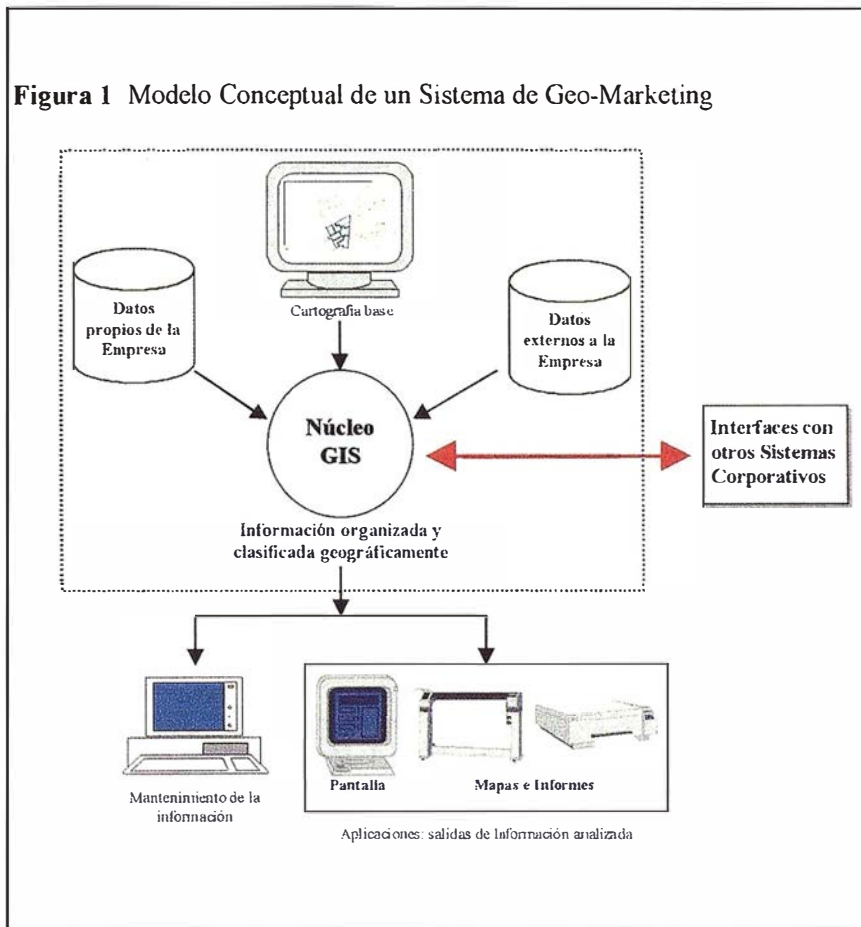 Figura 1 Modelo Conceptual de un Sistema de Geo-Marketing
Cartografia base
Datos
propios de la
Empresa
Datos
externos a la
Empresa
Núcleo
GIS
Interfaces con
otros Sistemas
Corporativos
Información organizada y
clasificada geográficamente
Mantenimiento de la
información
Pantalla
Mapas e Informes
Aplicaciones: salidas de Información analizada